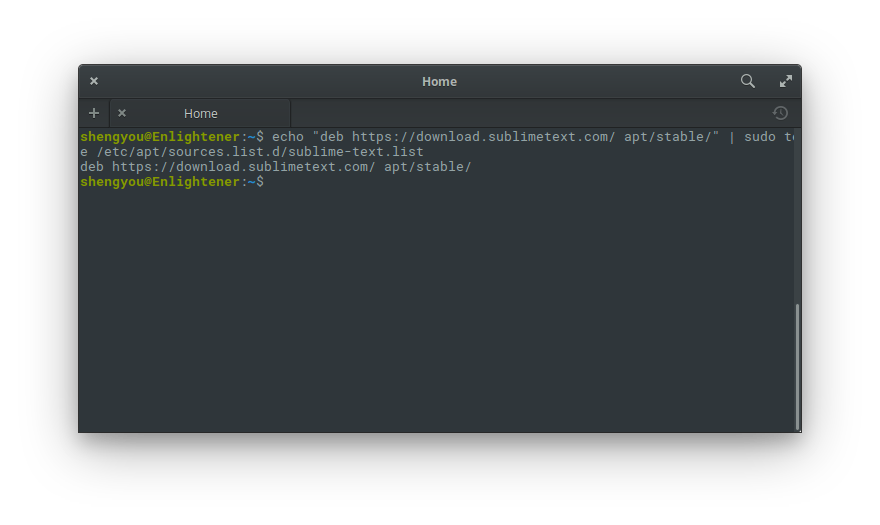 Home
Home
shengyou@Enlightener:~$ echo "deb https://download.sublimetext.com/ apt/stable/" | sudo te
e /etc/apt/sources.list.d/sublime-text.list
deb https://download.sublimetext.com/ apt/stable/
shengyou@Enlightener:~$